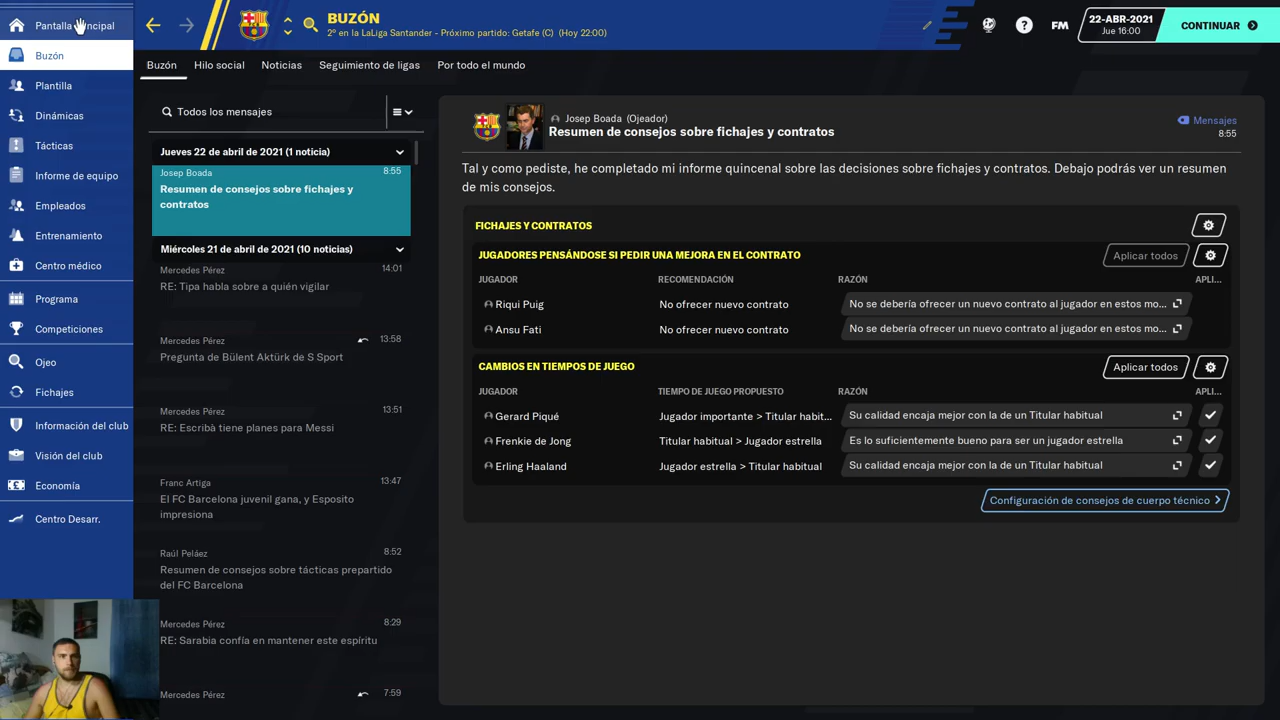 Pantalla
Buzón
Plantilla
Dinámicas
Tácticas
Informe de equipo
Empleados
Entrenamiento
Centro médico
Programa
Competiciones
Ojeo
Fichajes
Información del club
Visión del club
Economía
Centro Desarr.
BUZÓN
2º en la LaLiga Santander - Próximo partido: Getafe (C) (Hoy 22:00)
FM
22-ABR-2021
Jue 16:00
CONTINUAR
Buzón Hilo social Noticias Seguimiento de ligas Por todo el mundo
Todos los mensajes
Jueves 22 de abril de 2021 (1 noticia)
Josep Boada 8:55
Resumen de consejos sobre fichajes y
contratos
Miércoles 21 de abril de 2021 (10 noticias)
Mercedes Pérez 14:01
RE: Tipa habla sobre a quién vigilar
Mercedes Pérez 13:58
Pregunta de Bülent Aktürk de S Sport
Mercedes Pérez 13:51
RE: Escribà tiene planes para Messi
Franc Artiga 13:47
El FC Barcelona juvenil gana, y Esposito
impresiona
Raúl Peláez 8:52
Resumen de consejos sobre tácticas prepartido
del FC Barcelona
Mercedes Pérez 8:29
RE: Sarabia confía en mantener este espíritu
Mercedes Pérez 7:59
Josep Boada (Ojeador)
Resumen de consejos sobre fichajes y contratos
Mensajes
8:55
Tal y como pediste, he completado mi informe quincenal sobre las decisiones sobre fichajes y contratos. Debajo podrás ver un resumen
de mis consejos.
FICHAJES Y CONTRATOS
JUGADORES PENSÁNDOSE SI PEDIR UNA MEJORA EN EL CONTRATO Aplicar todos
JUGADOR RECOMENDACIÓN RAZÓN APLI...
Riqui Puig No ofrecer nuevo contrato No se debería ofrecer un nuevo contrato al jugador en estos mo...
Ansu Fati No ofrecer nuevo contrato No se debería ofrecer un nuevo contrato al jugador en estos mo...
CAMBIOS EN TIEMPOS DE JUEGO Aplicar todos
JUGADOR TIEMPO DE JUEGO PROPUESTO RAZÓN APLI...
Gerard Piqué Jugador importante > Titular habit... Su calidad encaja mejor con la de un Titular habitual
Frenkie de Jong Titular habitual > Jugador estrella Es lo suficientemente bueno para ser un jugador estrella
Erling Haaland Jugador estrella > Titular habitual Su calidad encaja mejor con la de un Titular habitual
Configuración de consejos de cuerpo técnico